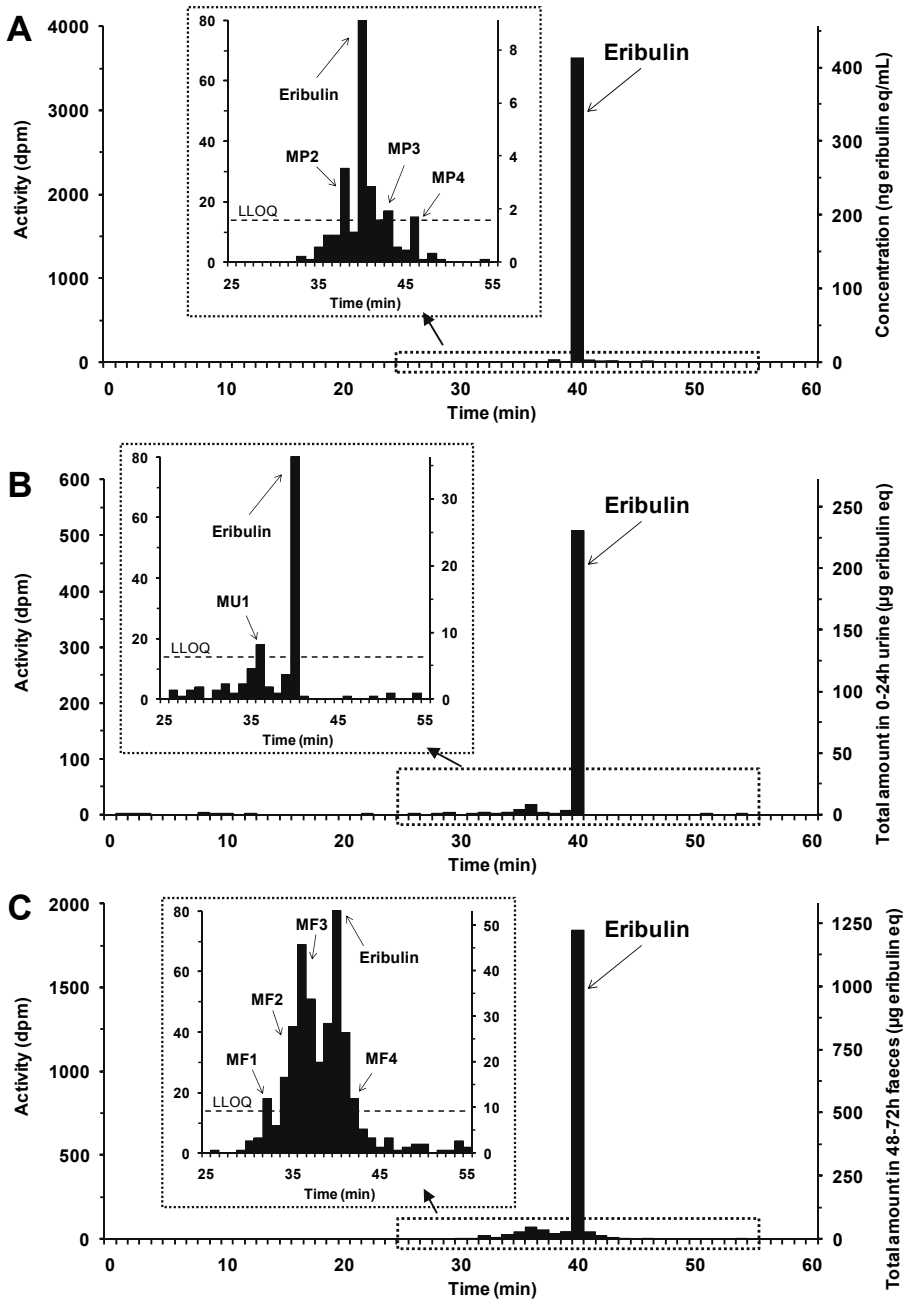 A
Activity (dpm)
4000
3000
2000
1000
0
0 10 20 30 40 50 60
Time (min)
Eribulin
400
300
200
100
0
Concentration (ng eribulin eq/mL)
80
60
40
20
0
25 35 45 55
Time (min)
8
6
4
2
0
Eribulin
MP2
MP3
MP4
LLOQ
B
Activity (dpm)
600
500
400
300
200
100
0
0 10 20 30 40 50 60
Time (min)
Eribulin
250
200
150
100
50
0
Total amount in 0-24h urine (µg eribulin eq)
80
60
40
20
0
25 35 45 55
Time (min)
30
20
10
0
Eribulin
MU1
LLOQ
C
Activity (dpm)
2000
1500
1000
500
0
0 10 20 30 40 50 60
Time (min)
Eribulin
1250
1000
750
500
250
0
Total amount in 48-72h faeces (µg eribulin eq)
80
60
40
20
0
25 35 45 55
Time (min)
50
40
30
20
10
0
MF3
Eribulin
MF2
MF1
MF4
LLOQ